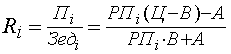 R_i = П_i / Зед_i = (РП_i(Ц–В)–А) / (РП_i·В+А)